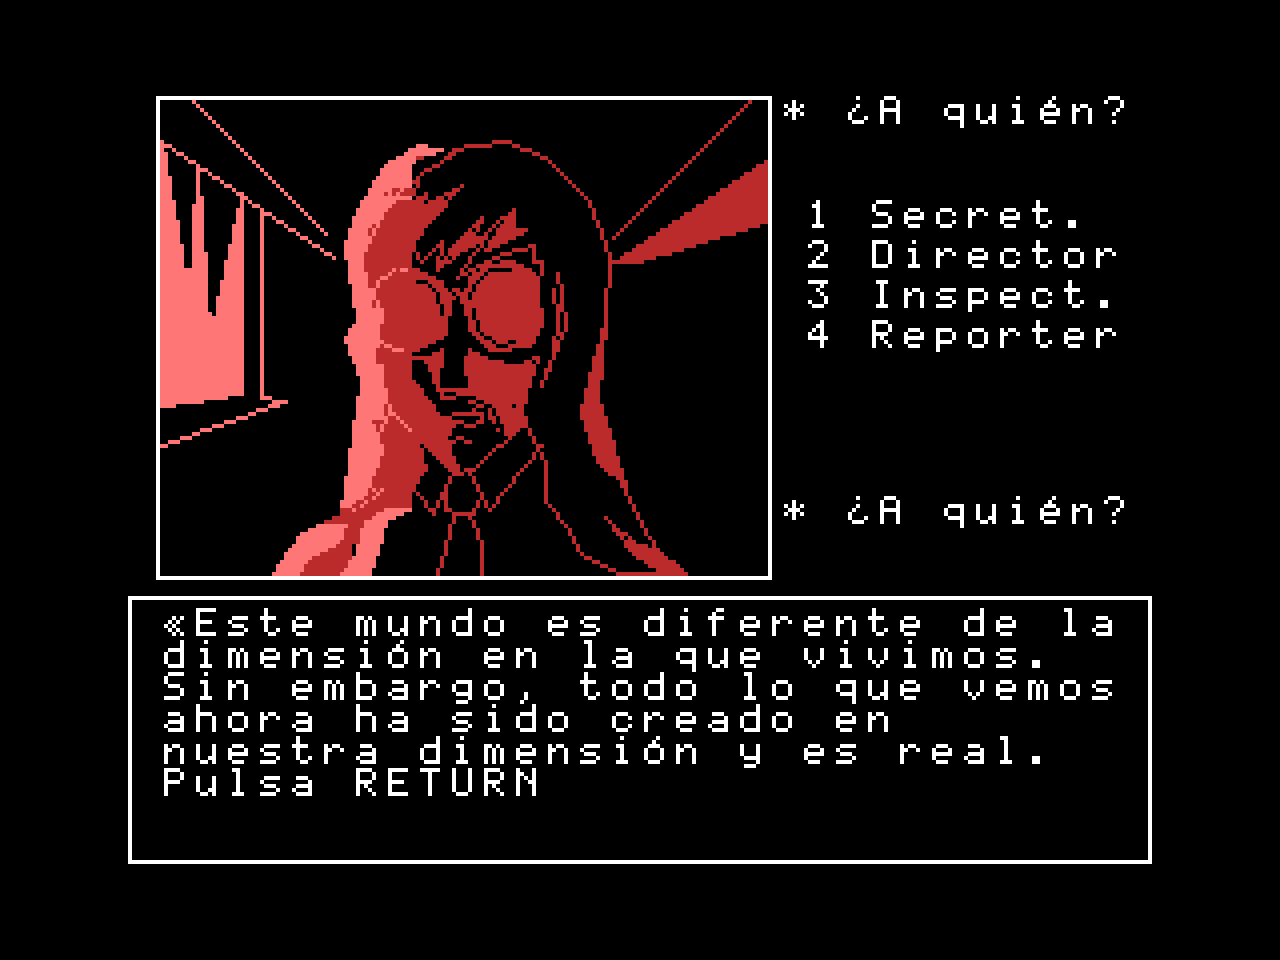 * ¿A quién?
1 Secret.
2 Director
3 Inspect.
4 Reporter
* ¿A quién?
«Este mundo es diferente de la
dimensión en la que vivimos.
Sin embargo, todo lo que vemos
ahora ha sido creado en
nuestra dimensión y es real.
Pulsa RETURN